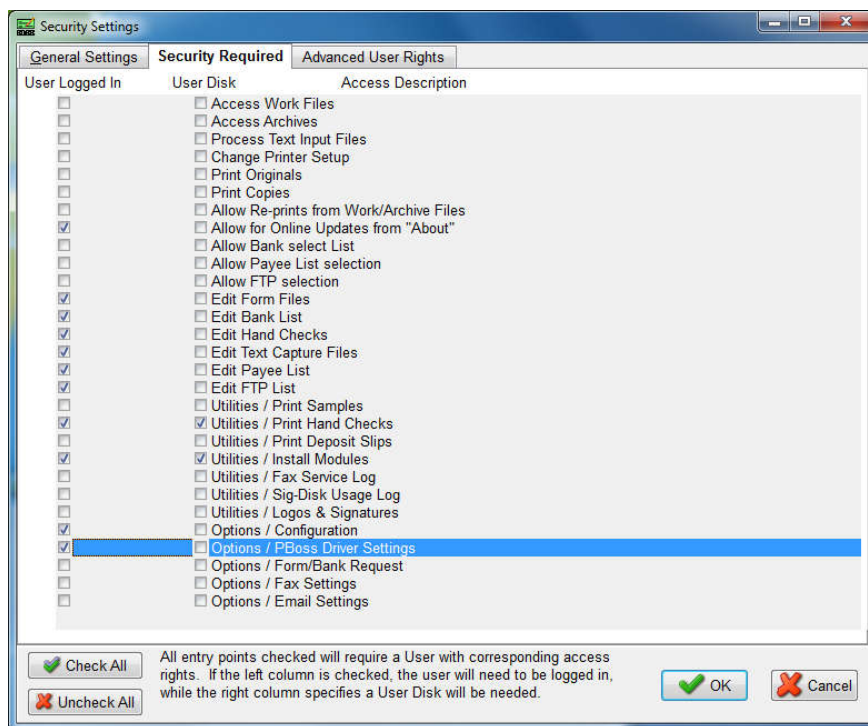 Security Settings
General Settings Security Required Advanced User Rights
User Logged In User Disk Access Description
Access Work Files
Access Archives
Process Text Input Files
Change Printer Setup
Print Originals
Print Copies
Allow Re-prints from Work/Archive Files
Allow for Online Updates from "About"
Allow Bank select List
Allow Payee List selection
Allow FTP selection
Edit Form Files
Edit Bank List
Edit Hand Checks
Edit Text Capture Files
Edit Payee List
Edit FTP List
Utilities / Print Samples
Utilities / Print Hand Checks
Utilities / Print Deposit Slips
Utilities / Install Modules
Utilities / Fax Service Log
Utilities / Sig-Disk Usage Log
Utilities / Logos & Signatures
Options / Configuration
Options / PBoss Driver Settings
Options / Form/Bank Request
Options / Fax Settings
Options / Email Settings
Check All
Uncheck All
All entry points checked will require a User with corresponding access
rights. If the left column is checked, the user will need to be logged in,
while the right column specifies a User Disk will be needed.
OK
Cancel